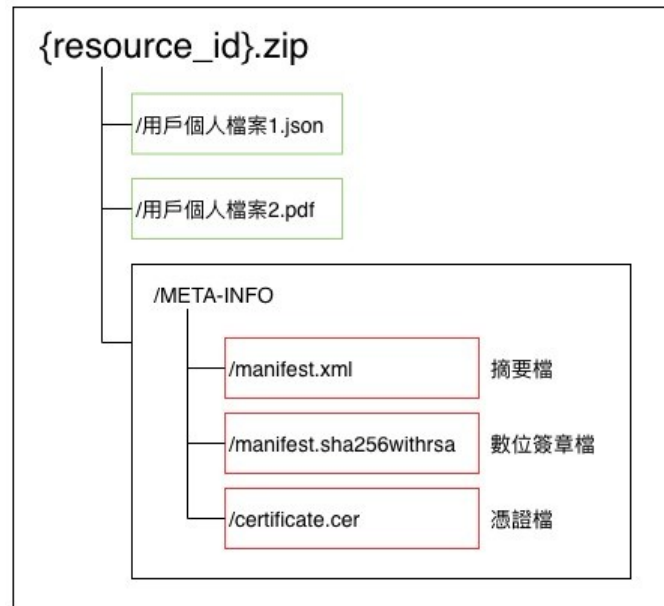 {resource_id}.zip
/用戶個人檔案1.json
/用戶個人檔案2.pdf
/META-INFO
/manifest.xml 摘要檔
/manifest.sha256withrsa 數位簽章檔
/certificate.cer 憑證檔